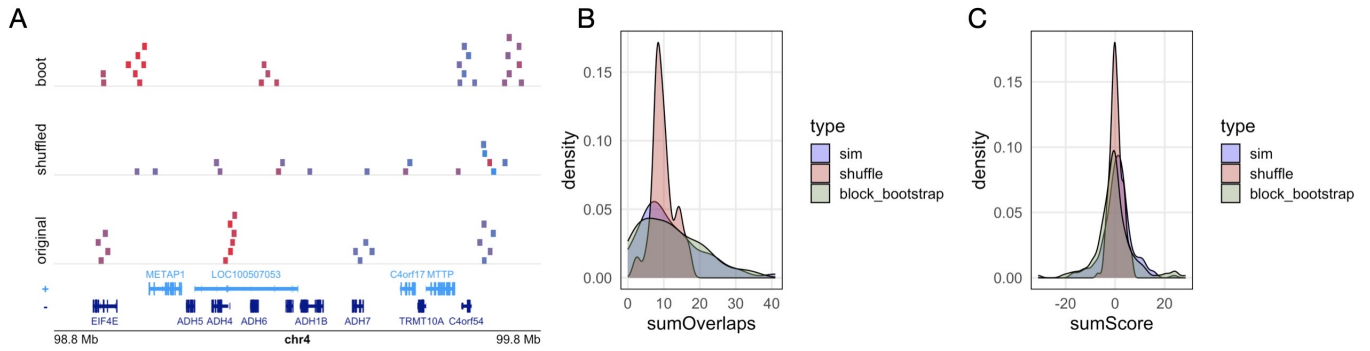 A
boot
shuffled
original
METAP1 LOC100507053 C4orf17 MTTP
+
-
EIF4E ADH5 ADH4 ADH6 ADH1B ADH7 TRMT10A C4orf54
98.8 Mb chr4 99.8 Mb
B
density
0.15
0.10
0.05
0.00
0 10 20 30 40
sumOverlaps
type
sim
shuffle
block_bootstrap
C
density
0.15
0.10
0.05
0.00
-20 0 20
sumScore
type
sim
shuffle
block_bootstrap